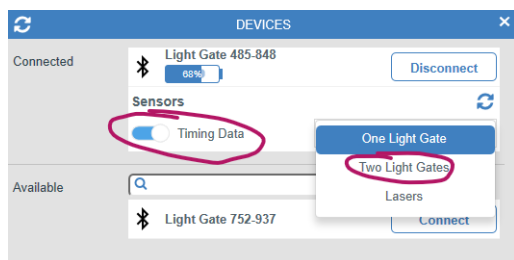 DEVICES ×
Connected
Light Gate 485-848
68%
Disconnect
Sensors
Timing Data
One Light Gate
Two Light Gates
Lasers
Available
Light Gate 752-937
Connect